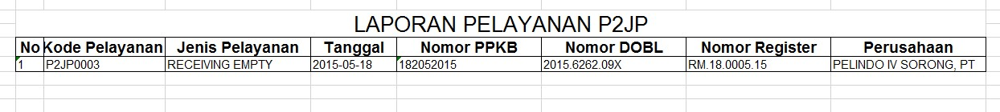 LAPORAN PELAYANAN P2JP
No Kode Pelayanan Jenis Pelayanan Tanggal Nomor PPKB Nomor DOBL Nomor Register Perusahaan
1 P2JP0003 RECEIVING EMPTY 2015-05-18 182052015 2015.6262.09X RM.18.0005.15 PELINDO IV SORONG, PT